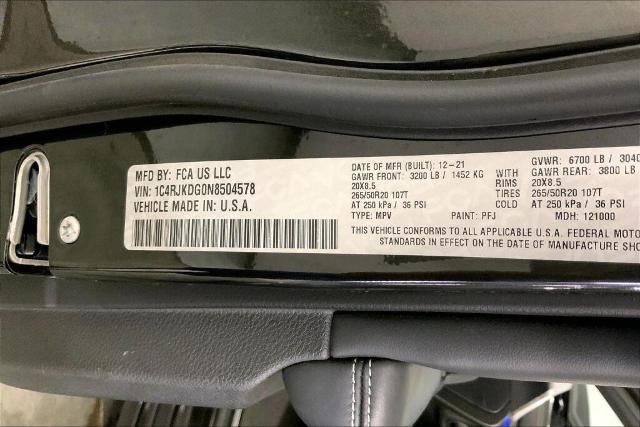 MFD BY: FCA US LLC
VIN: 1C4RJKDG0N8504578
VEHICLE MADE IN: U.S.A.
DATE OF MFR (BUILT): 12-21 GVWR: 6700 LB / 3040
GAWR FRONT: 3200 LB / 1452 KG WITH GAWR REAR: 3800 LB
20X8.5 RIMS 20X8.5
265/50R20 107T TIRES 265/50R20 107T
AT 250 kPa / 36 PSI COLD AT 250 kPa / 36 PSI
TYPE: MPV PAINT: PFJ MDH: 121000
THIS VEHICLE CONFORMS TO ALL APPLICABLE U.S.A. FEDERAL MOTO
STANDARDS IN EFFECT ON THE DATE OF MANUFACTURE SHO